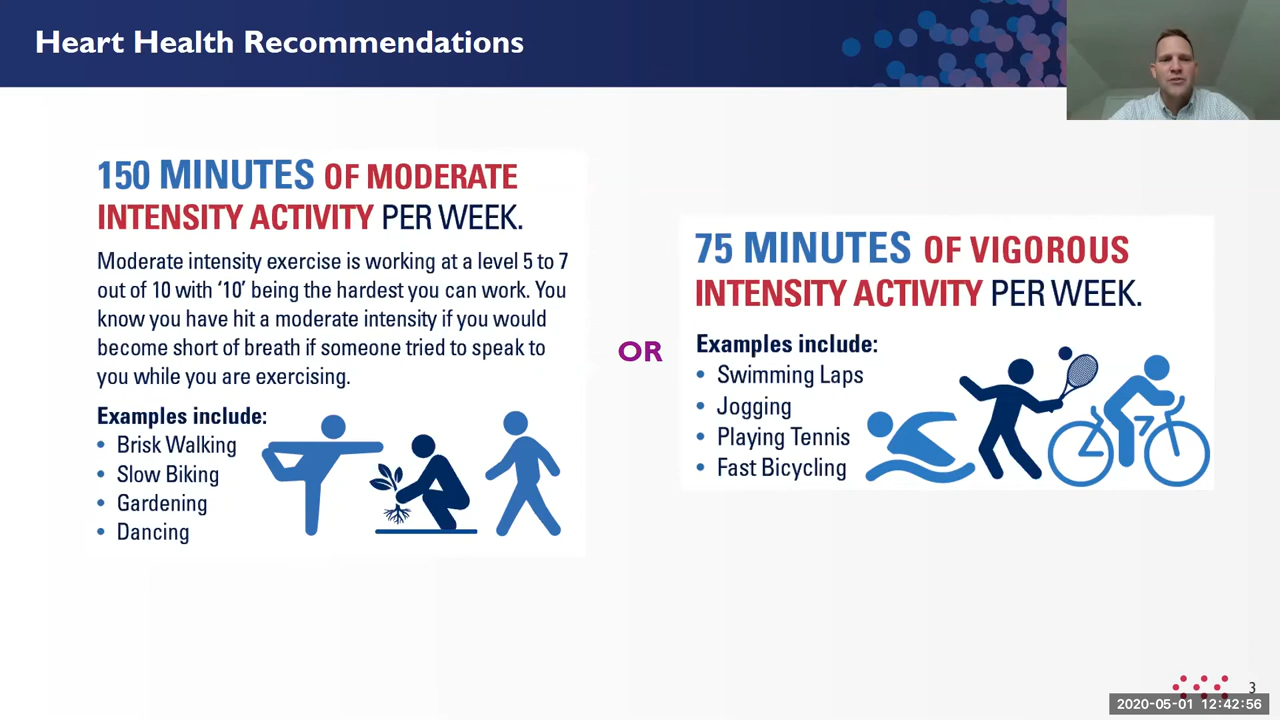 Heart Health Recommendations
150 MINUTES OF MODERATE
INTENSITY ACTIVITY PER WEEK.
Moderate intensity exercise is working at a level 5 to 7
out of 10 with ‘10’ being the hardest you can work. You
know you have hit a moderate intensity if you would
become short of breath if someone tried to speak to
you while you are exercising.
Examples include:
• Brisk Walking
• Slow Biking
• Gardening
• Dancing
OR
75 MINUTES OF VIGOROUS
INTENSITY ACTIVITY PER WEEK.
Examples include:
• Swimming Laps
• Jogging
• Playing Tennis
• Fast Bicycling
3
2020-05-01 12:42:56